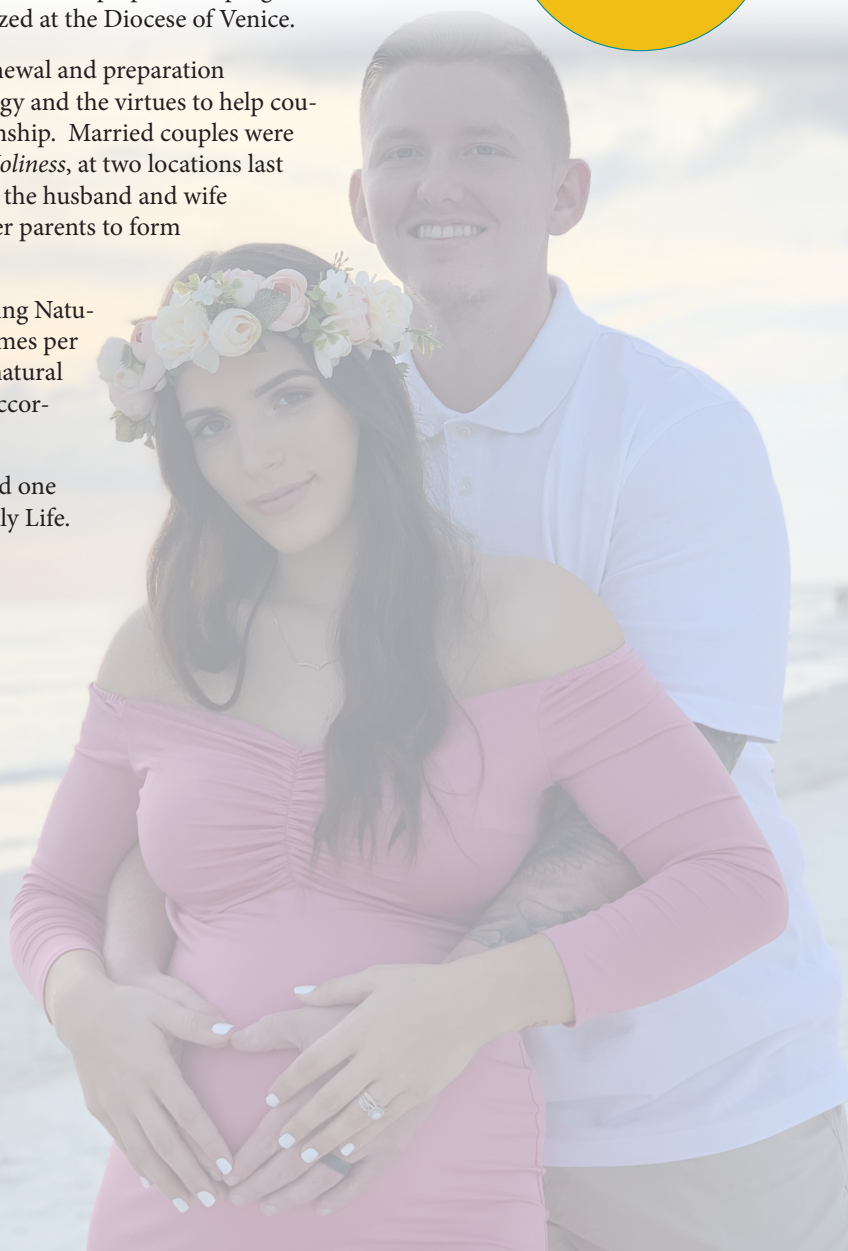 zed at the Diocese of Venice.
newal and preparation
gy and the virtues to help cou-
nship. Married couples were
oliness, at two locations last
the husband and wife
er parents to form
ing Natu-
mes per
natural
ccor-
d one
ly Life.